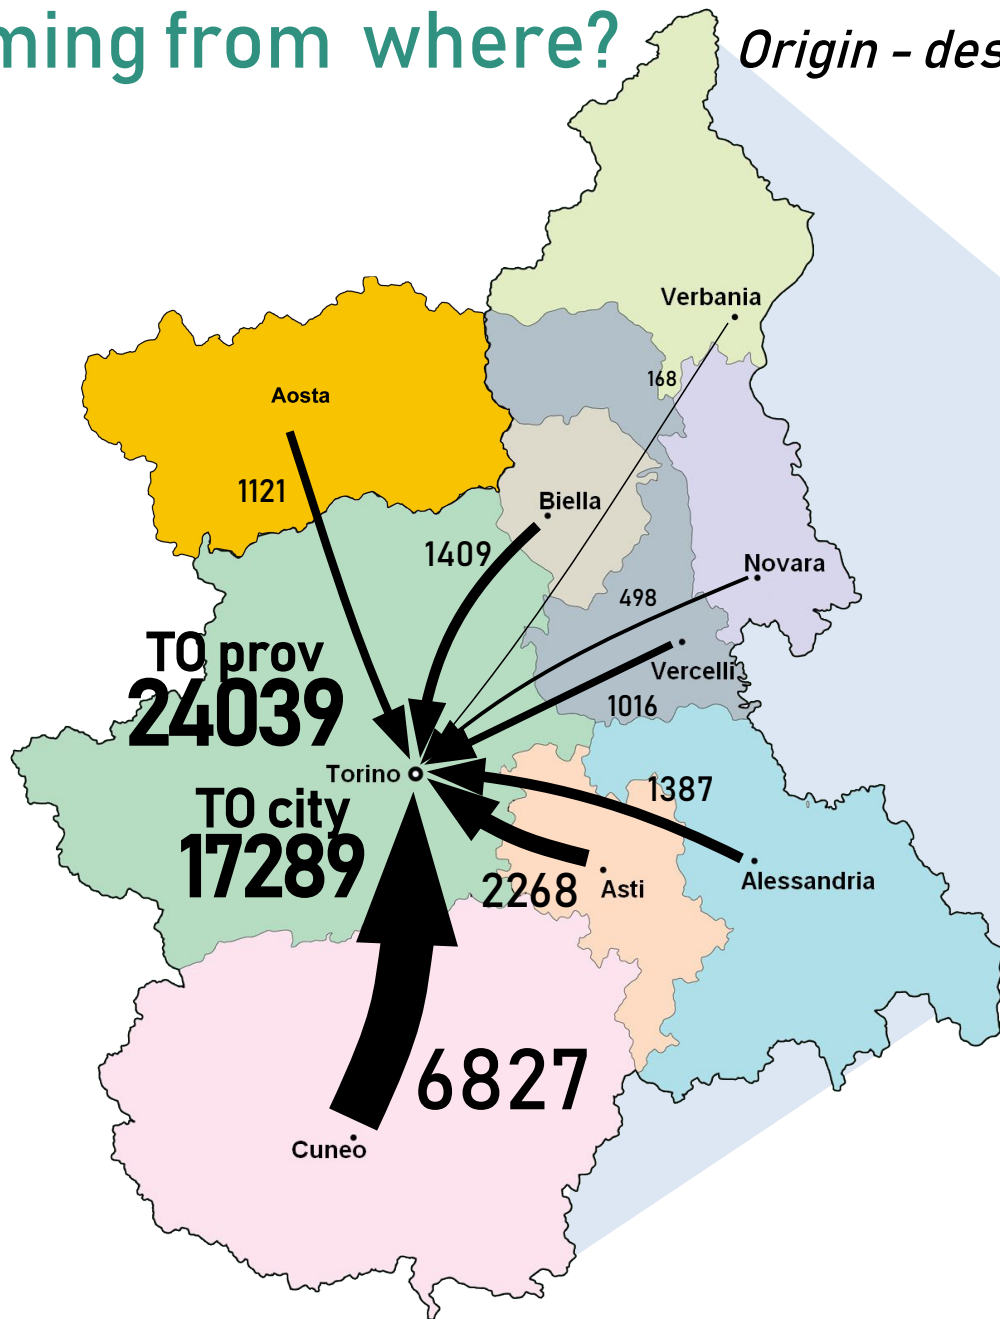 ming from where?
Origin - des
Verbania
168
Aosta
1121
Biella
1409
Novara
498
Vercelli
1016
TO prov
24039
Torino
TO city
17289
1387
Alessandria
2268
Asti
6827
Cuneo